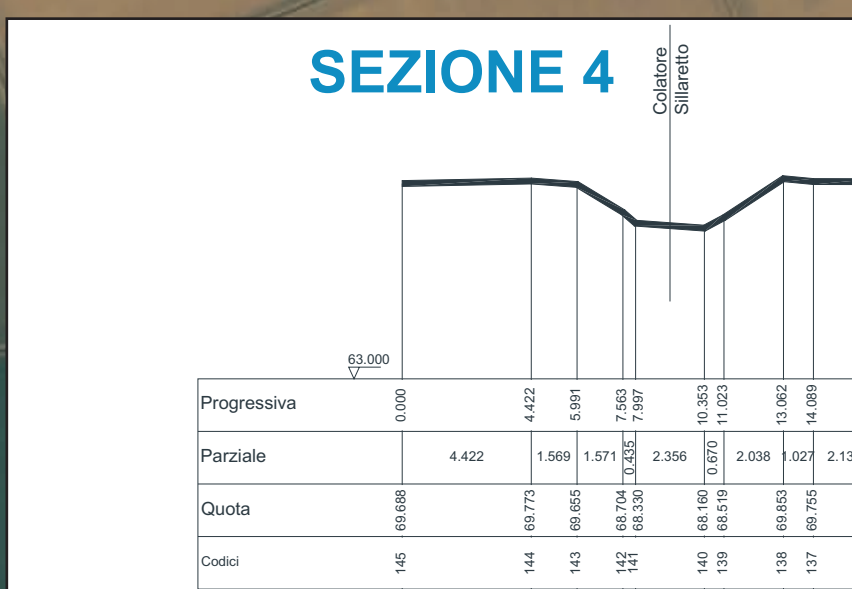 SEZIONE 4
Colatore
Sillaretto
63.000
Progressiva 0.000 4.422 5.991 7.563 7.997 10.353 11.023 13.062 14.089
Parziale 4.422 1.569 1.571 0.435 2.356 0.670 2.038 1.027 2.13
Quota 69.688 69.773 69.655 68.704 68.330 68.160 68.519 69.853 69.755
Codici 145 144 143 142 141 140 139 138 137